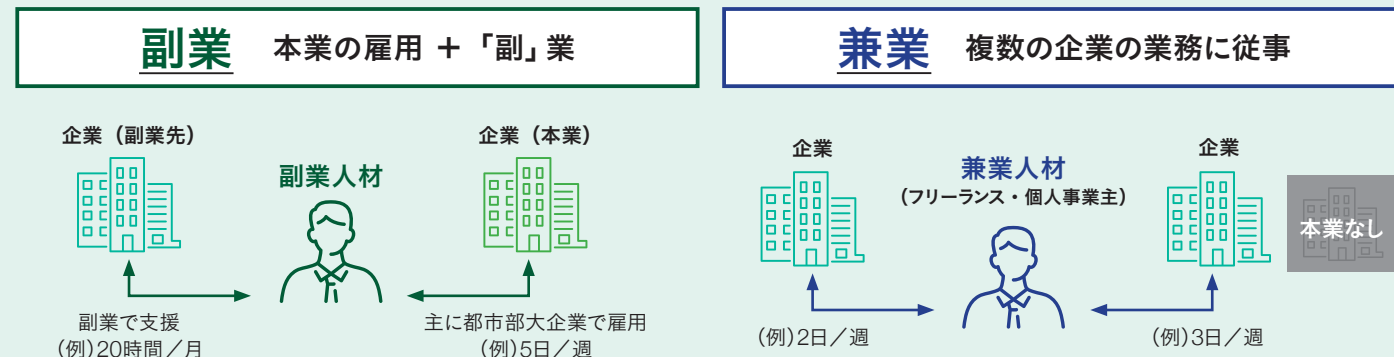 副業 本業の雇用 + 「副」業
企業(副業先)
企業(本業)
副業人材
副業で支援
(例)20時間/月
主に都市部大企業で雇用
(例)5日/週
兼業 複数の企業の業務に従事
企業
兼業人材
(フリーランス・個人事業主)
企業
本業なし
(例)2日/週
(例)3日/週